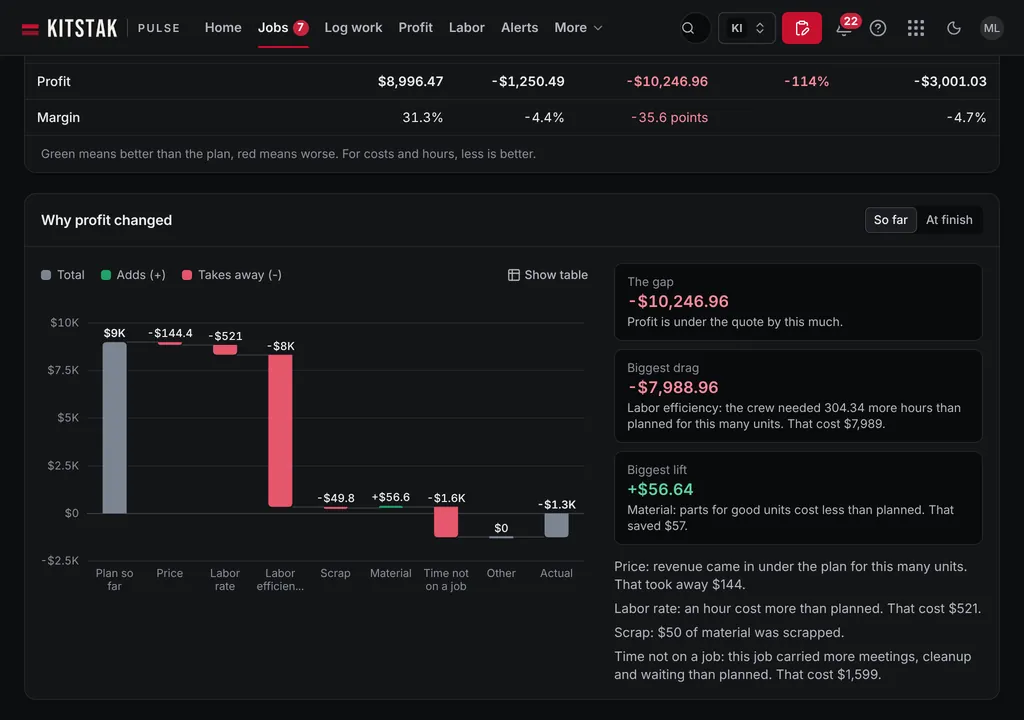 KITSTAK PULSE Home Jobs 7 Log work Profit Labor Alerts More KI 22 ML
Profit $8,996.47 -$1,250.49 -$10,246.96 -114% -$3,001.03
Margin 31.3% -4.4% -35.6 points -4.7%
Green means better than the plan, red means worse. For costs and hours, less is better.
Why profit changed
So far At finish
Total Adds (+) Takes away (-)
Show table
$10K
$7.5K
$5K
$2.5K
$0
-$2.5K
$9K
-$144.4
-$521
-$8K
-$49.8
+$56.6
-$1.6K
$0
-$1.3K
Plan so
far
Price
Labor
rate
Labor
efficien...
Scrap
Material
Time not
on a job
Other
Actual
The gap
-$10,246.96
Profit is under the quote by this much.
Biggest drag
-$7,988.96
Labor efficiency: the crew needed 304.34 more hours than
planned for this many units. That cost $7,989.
Biggest lift
+$56.64
Material: parts for good units cost less than planned. That
saved $57.
Price: revenue came in under the plan for this many units.
That took away $144.
Labor rate: an hour cost more than planned. That cost $521.
Scrap: $50 of material was scrapped.
Time not on a job: this job carried more meetings, cleanup
and waiting than planned. That cost $1,599.